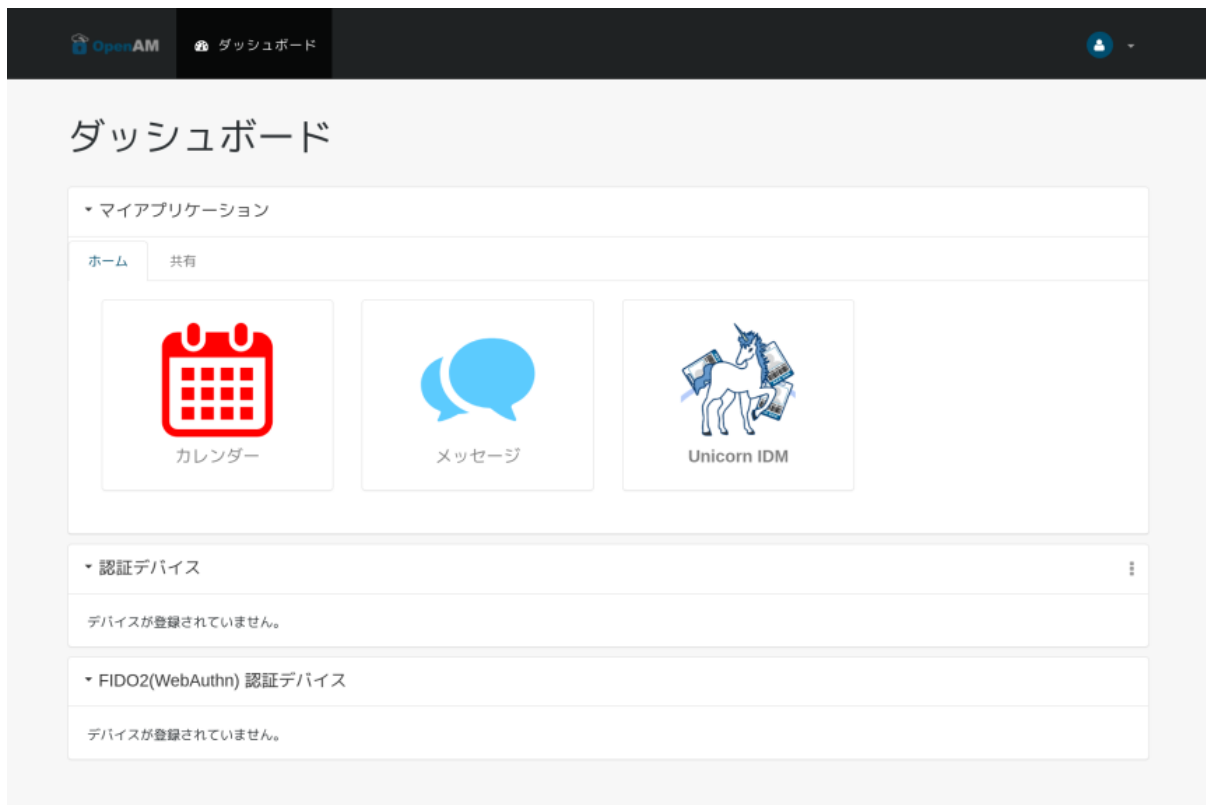 OpenAM ダッシュボード
ダッシュボード
マイアプリケーション
ホーム 共有
カレンダー メッセージ Unicorn IDM
認証デバイス
デバイスが登録されていません。
FIDO2(WebAuthn) 認証デバイス
デバイスが登録されていません。